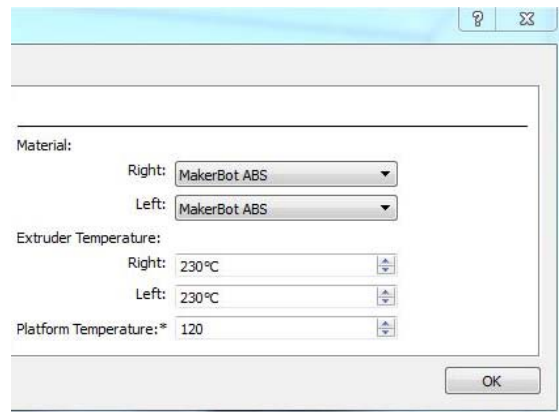 Material:
Right: MakerBot ABS
Left: MakerBot ABS
Extruder Temperature:
Right: 230°C
Left: 230°C
Platform Temperature:* 120
OK